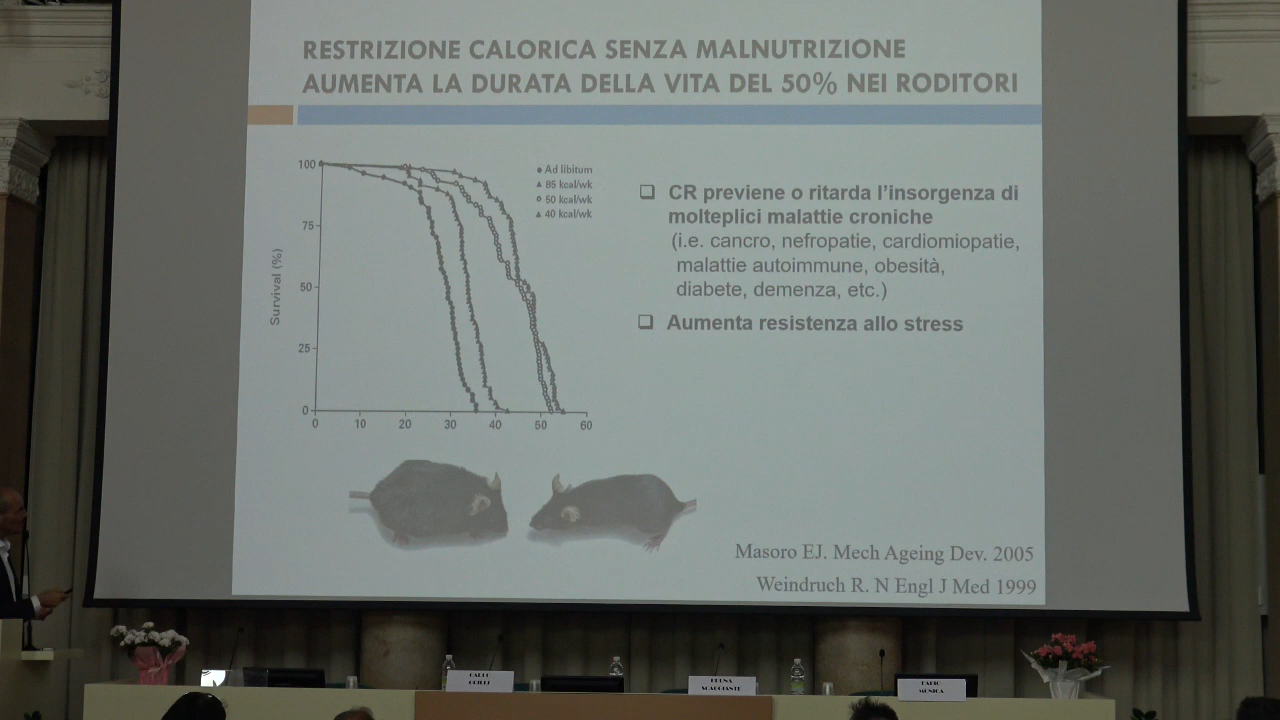 RESTRIZIONE CALORICA SENZA MALNUTRIZIONE
AUMENTA LA DURATA DELLA VITA DEL 50% NEI RODITORI
100
75
50
25
0
Survival (%)
0 10 20 30 40 50 60
Ad libitum
85 kcal/wk
50 kcal/wk
40 kcal/wk
CR previene o ritarda l'insorgenza di
molteplici malattie croniche
(i.e. cancro, nefropatie, cardiomiopatie,
malattie autoimmune, obesità,
diabete, demenza, etc.)
Aumenta resistenza allo stress
Masoro EJ. Mech Ageing Dev. 2005
Weindruch R. N Engl J Med 1999
SCACCIANTE
MONICA